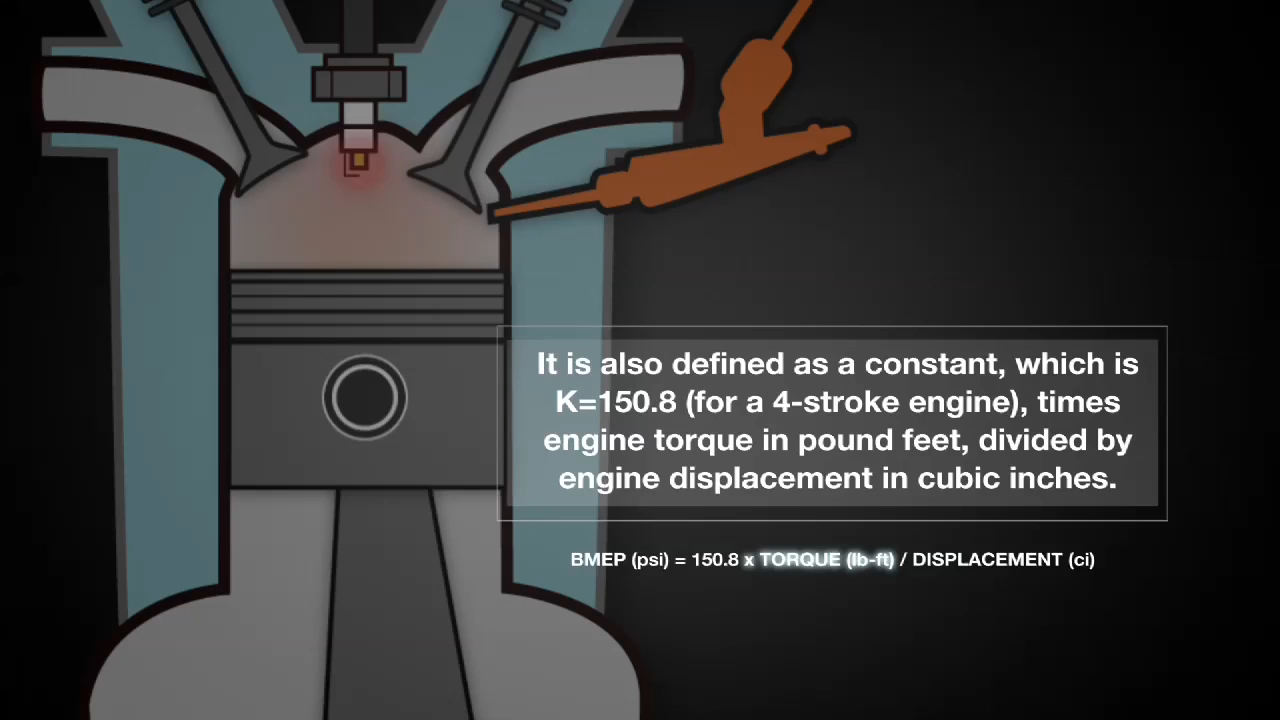 It is also defined as a constant, which is
K=150.8 (for a 4-stroke engine), times
engine torque in pound feet, divided by
engine displacement in cubic inches.
BMEP (psi) = 150.8 x TORQUE (lb-ft) / DISPLACEMENT (ci)